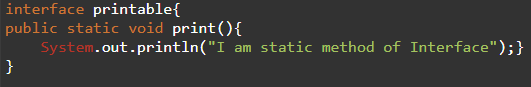 interface printable{
public static void print(){
    System.out.println("I am static method of Interface");}
}